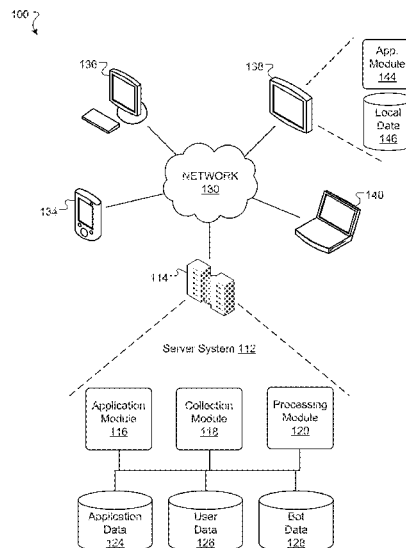 100
136
138
App.
Module
144
Local
Data
146
NETWORK
130
134
140
114
Server System 112
Application
Module
116
Collection
Module
118
Processing
Module
120
Application
Data
124
User
Data
126
Bot
Data
128